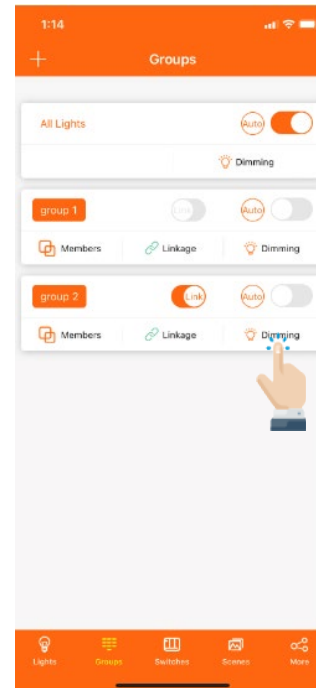 1:14
Groups
All Lights Auto
Dimming
group 1 Link Auto
Members Linkage Dimming
group 2 Link Auto
Members Linkage Dimming
Lights Groups Switches Scenes More